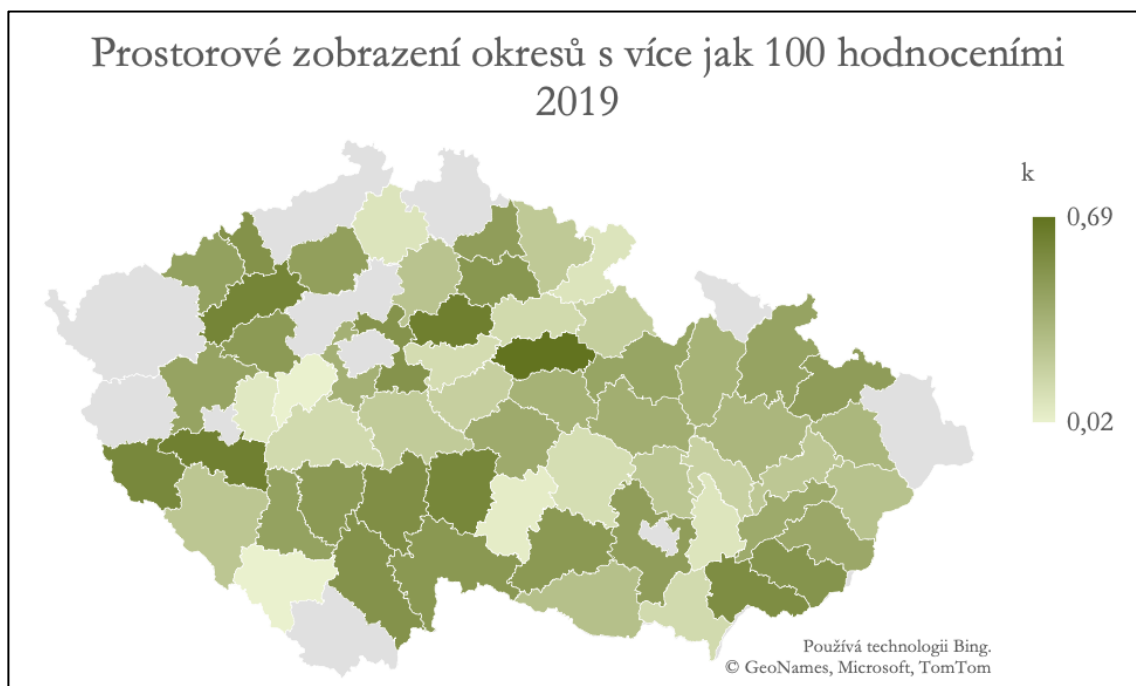 Prostorové zobrazení okresů s více jak 100 hodnoceními
2019
k
0,69
0,02
Používá technologii Bing.
© GeoNames, Microsoft, TomTom